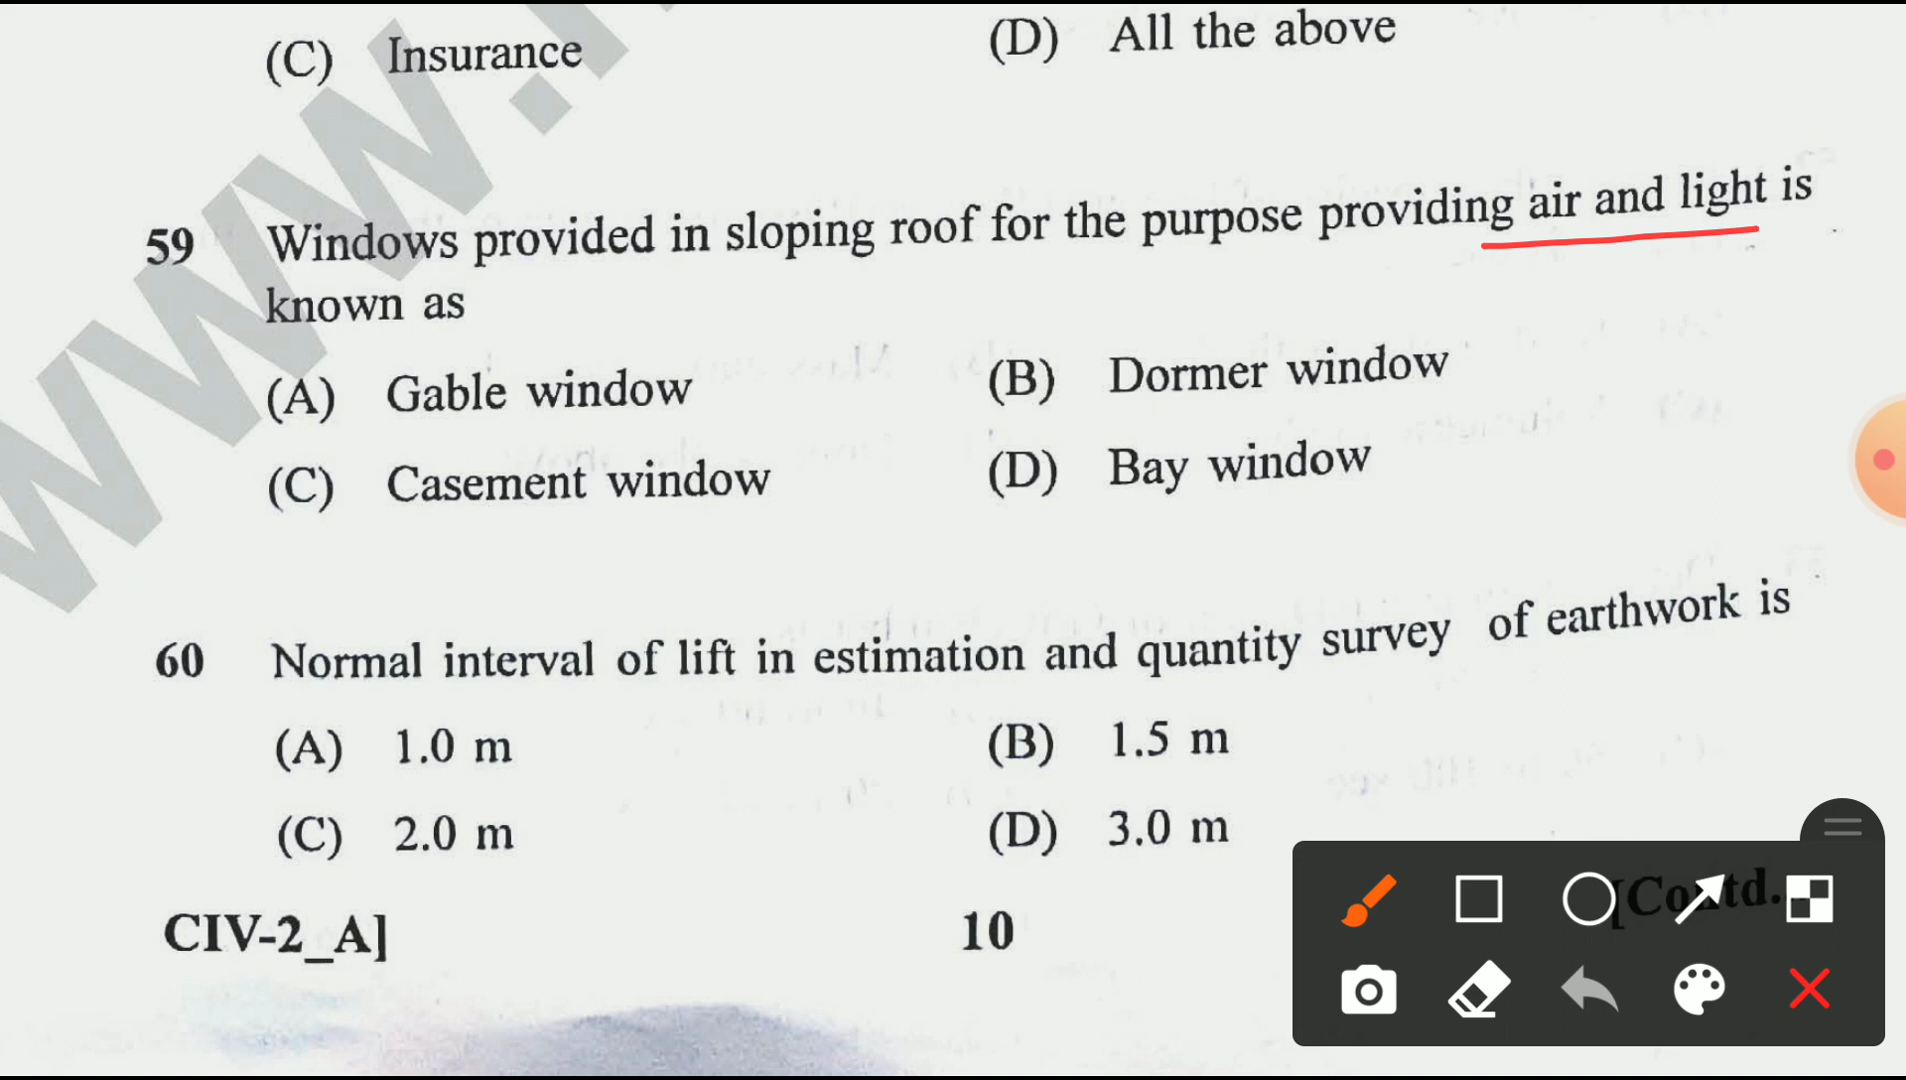 (C) Insurance (D) All the above
59 Windows provided in sloping roof for the purpose providing air and light is
known as
(A) Gable window (B) Dormer window
(C) Casement window (D) Bay window
60 Normal interval of lift in estimation and quantity survey of earthwork is
(A) 1.0 m (B) 1.5 m
(C) 2.0 m (D) 3.0 m
CIV-2_A] 10 [Contd...
www.